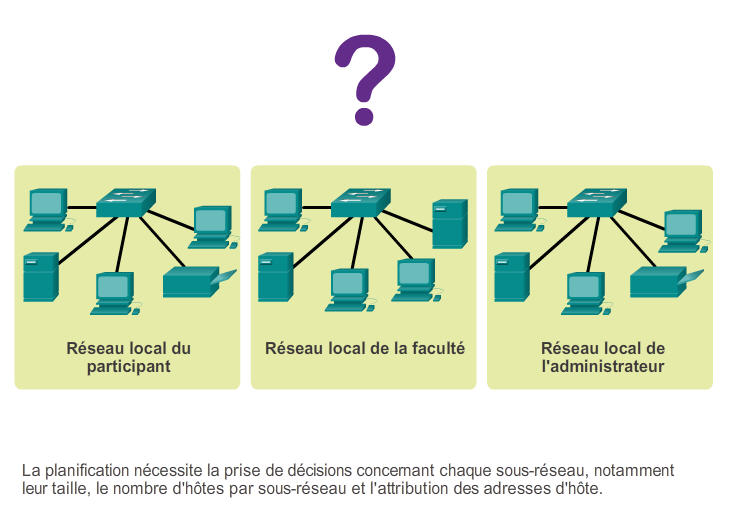 ?
Réseau local du
participant
Réseau local de la faculté
Réseau local de
l'administrateur
La planification nécessite la prise de décisions concernant chaque sous-réseau, notamment
leur taille, le nombre d'hôtes par sous-réseau et l'attribution des adresses d'hôte.